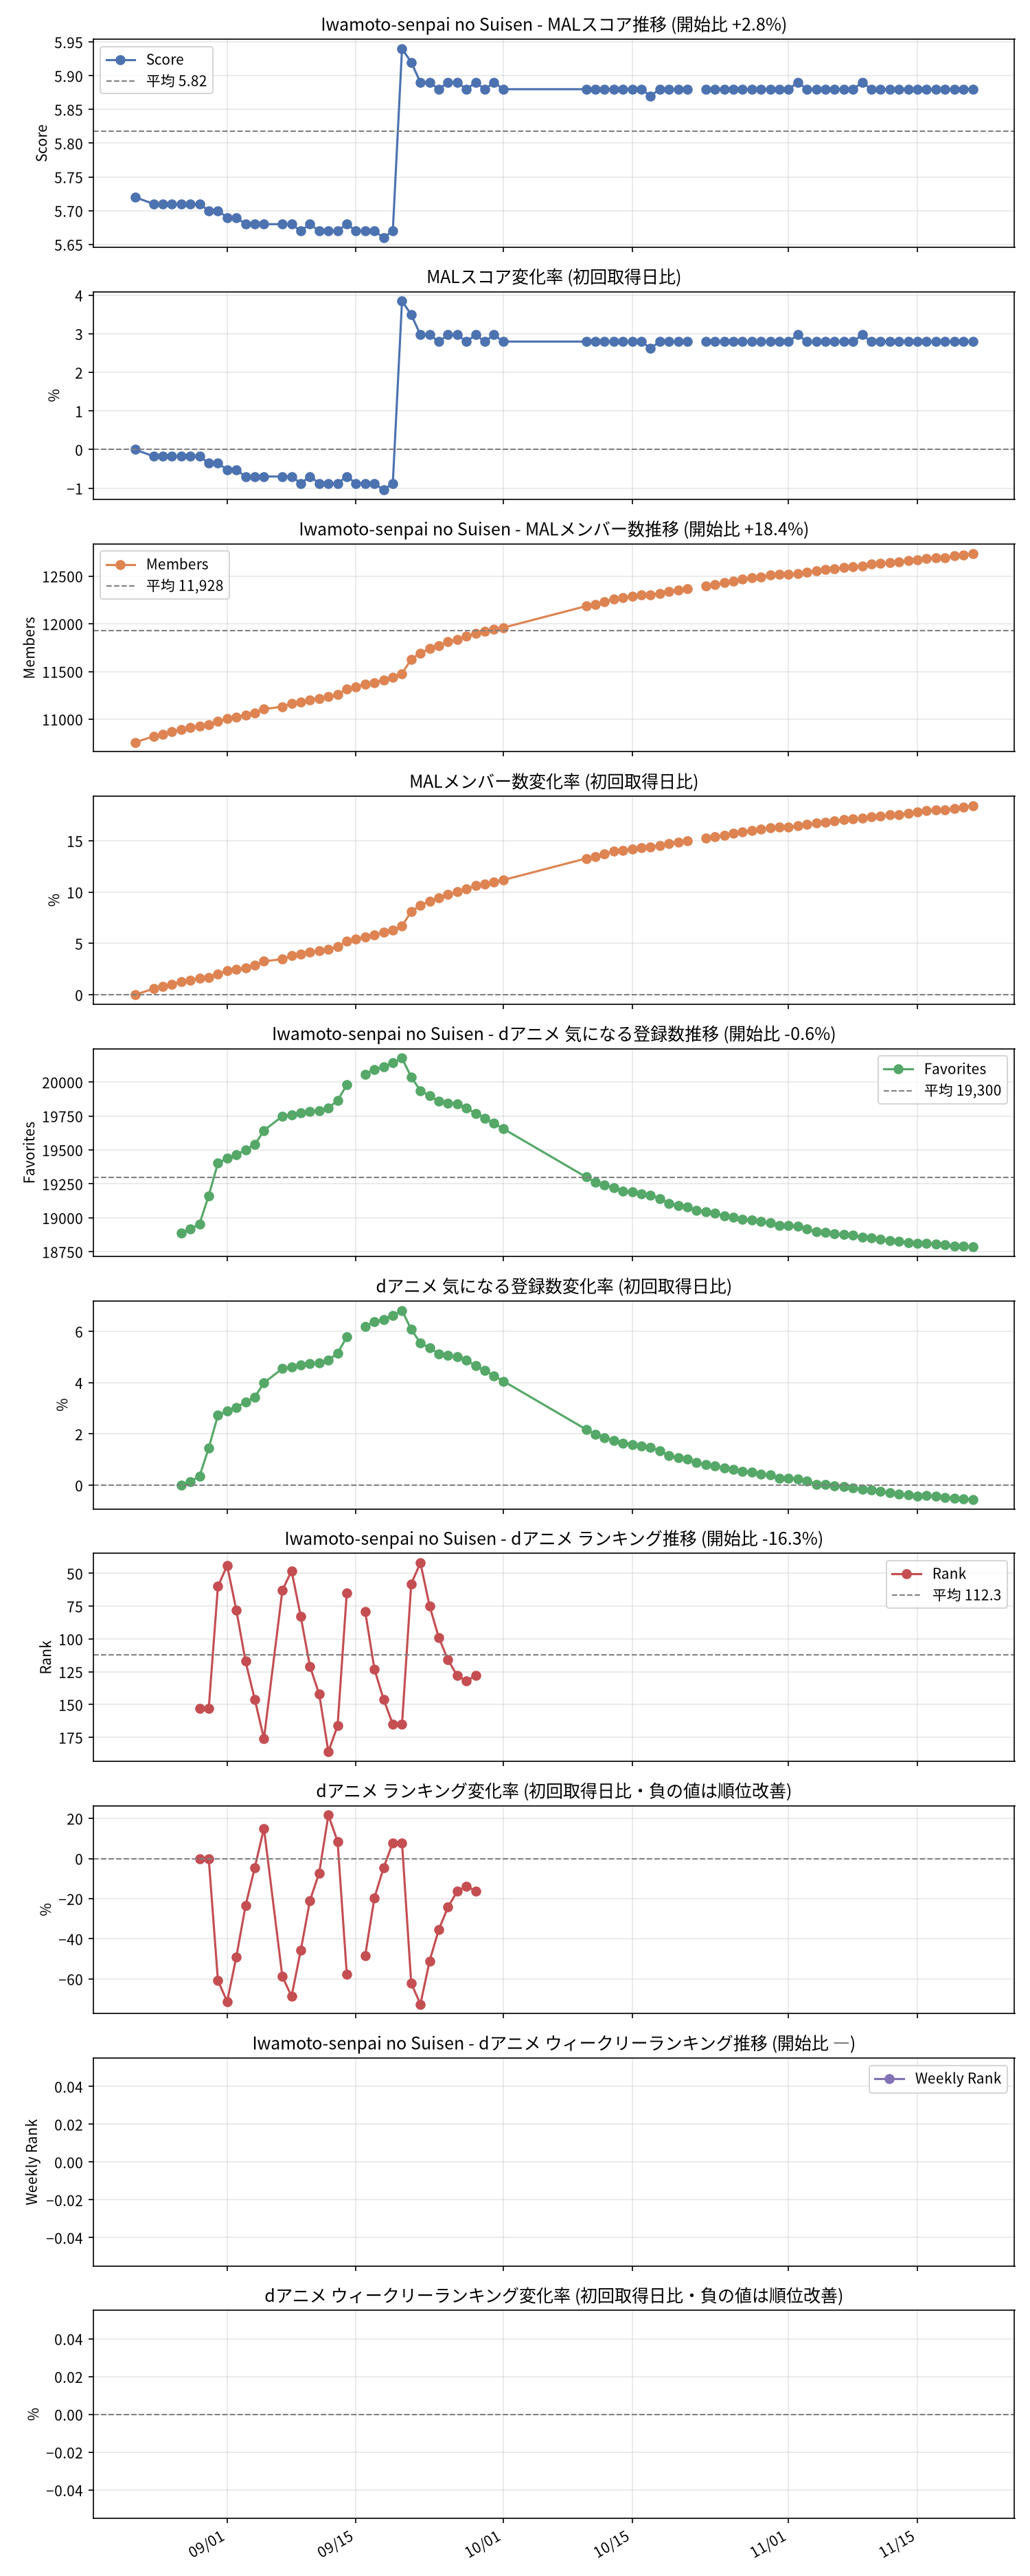 Iwamoto-senpai no Suisen - MALスコア推移 (開始比 +2.8%)
5.95
5.90
5.85
5.80
5.75
5.70
5.65
Score
Score
平均 5.82
MALスコア変化率 (初回取得日比)
4
3
2
1
0
−1
%
Iwamoto-senpai no Suisen - MALメンバー数推移 (開始比 +18.4%)
12500
12000
11500
11000
Members
Members
平均 11,928
MALメンバー数変化率 (初回取得日比)
15
10
5
0
%
Iwamoto-senpai no Suisen - dアニメ 気になる登録数推移 (開始比 -0.6%)
20000
19750
19500
19250
19000
18750
Favorites
Favorites
平均 19,300
dアニメ 気になる登録数変化率 (初回取得日比)
6
4
2
0
%
Iwamoto-senpai no Suisen - dアニメ ランキング推移 (開始比 -16.3%)
50
75
100
125
150
175
Rank
Rank
平均 112.3
dアニメ ランキング変化率 (初回取得日比・負の値は順位改善)
20
0
−20
−40
−60
%
Iwamoto-senpai no Suisen - dアニメ ウィークリーランキング推移 (開始比 —)
0.04
0.02
0.00
−0.02
−0.04
Weekly Rank
Weekly Rank
dアニメ ウィークリーランキング変化率 (初回取得日比・負の値は順位改善)
0.04
0.02
0.00
−0.02
−0.04
%
09/01
09/15
10/01
10/15
11/01
11/15